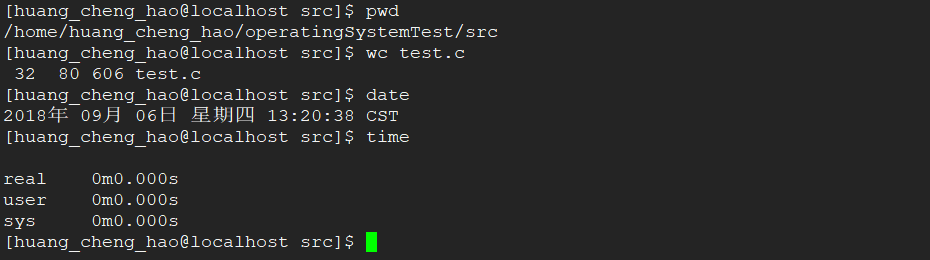 [huang_cheng_hao@localhost src]$ pwd
/home/huang_cheng_hao/operatingSystemTest/src
[huang_cheng_hao@localhost src]$ wc test.c
 32  80 606 test.c
[huang_cheng_hao@localhost src]$ date
2018年 09月 06日 星期四 13:20:38 CST
[huang_cheng_hao@localhost src]$ time

real    0m0.000s
user    0m0.000s
sys     0m0.000s
[huang_cheng_hao@localhost src]$